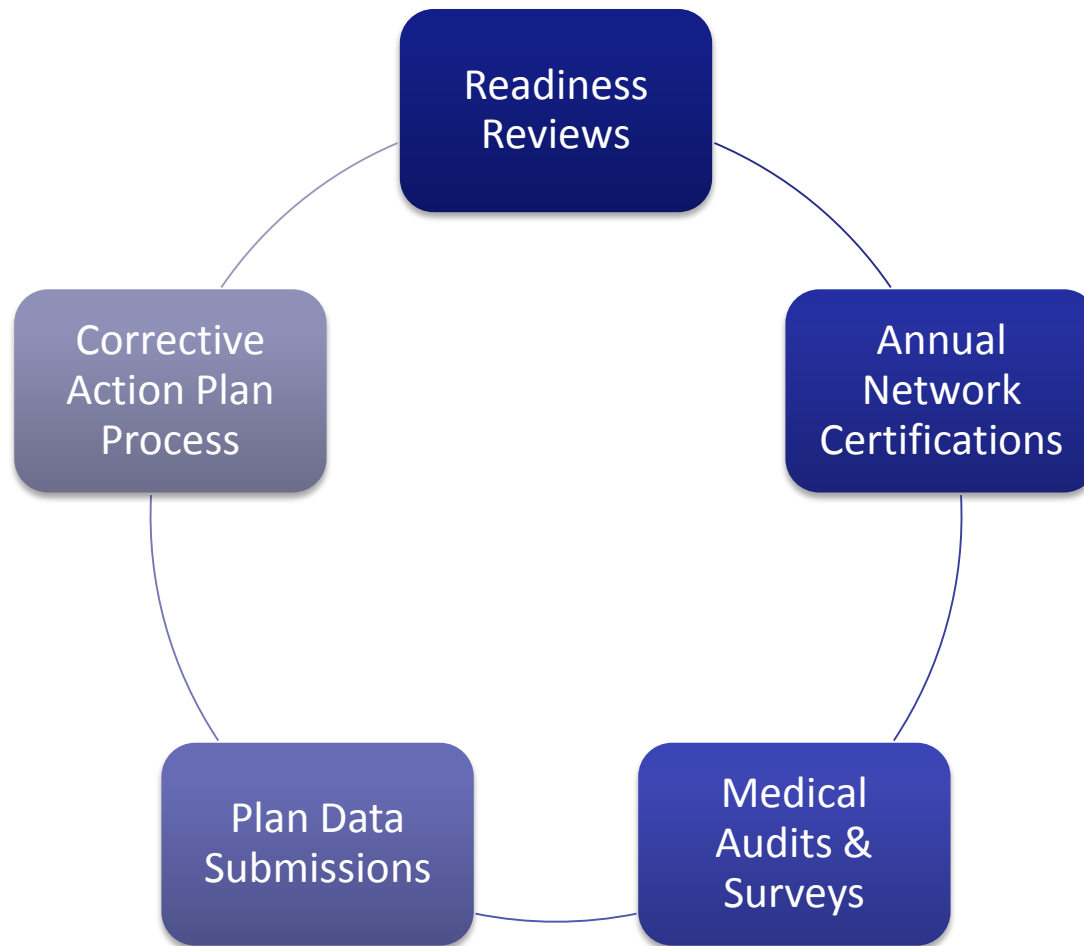 Readiness
Reviews
Annual
Network
Certifications
Medical
Audits &
Surveys
Plan Data
Submissions
Corrective
Action Plan
Process